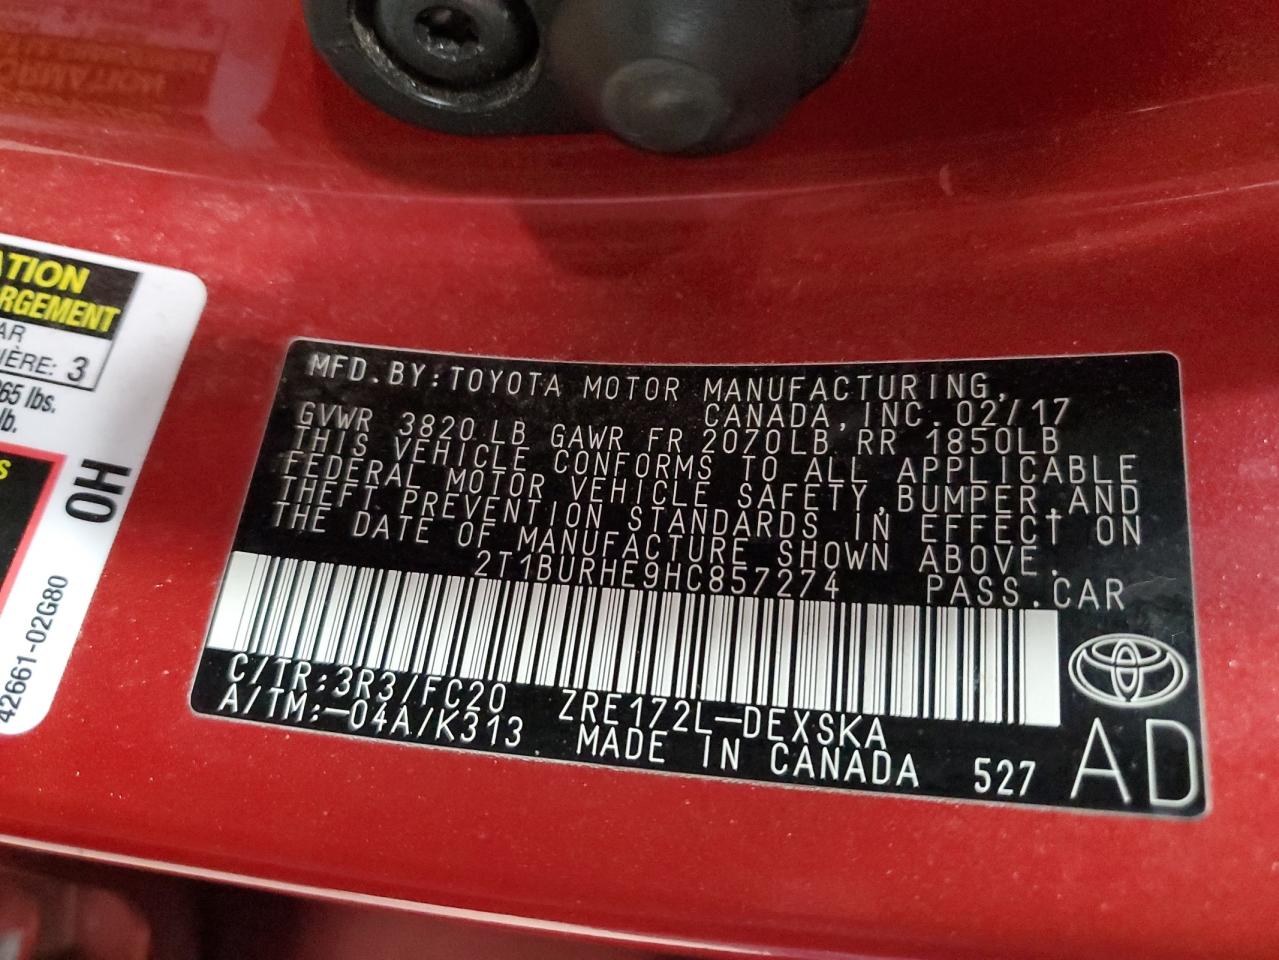 ATION
RGEMENT
AR
IÈRE: 3
965 lbs.
lb.
S
OH
42661-02G80
MFD.BY:TOYOTA MOTOR MANUFACTURING,
CANADA, INC. 02/17
GVWR 3820 LB GAWR FR 2070LB RR 1850LB
THIS VEHICLE CONFORMS TO ALL APPLICABLE
FEDERAL MOTOR VEHICLE SAFETY,BUMPER,AND
THEFT PREVENTION STANDARDS IN EFFECT ON
THE DATE OF MANUFACTURE SHOWN ABOVE.
2T1BURHE9HC857274 PASS.CAR
C/TR:3R3/FC20 ZRE172L-DEXSKA
A/TM:-04A/K313 MADE IN CANADA 527
AD